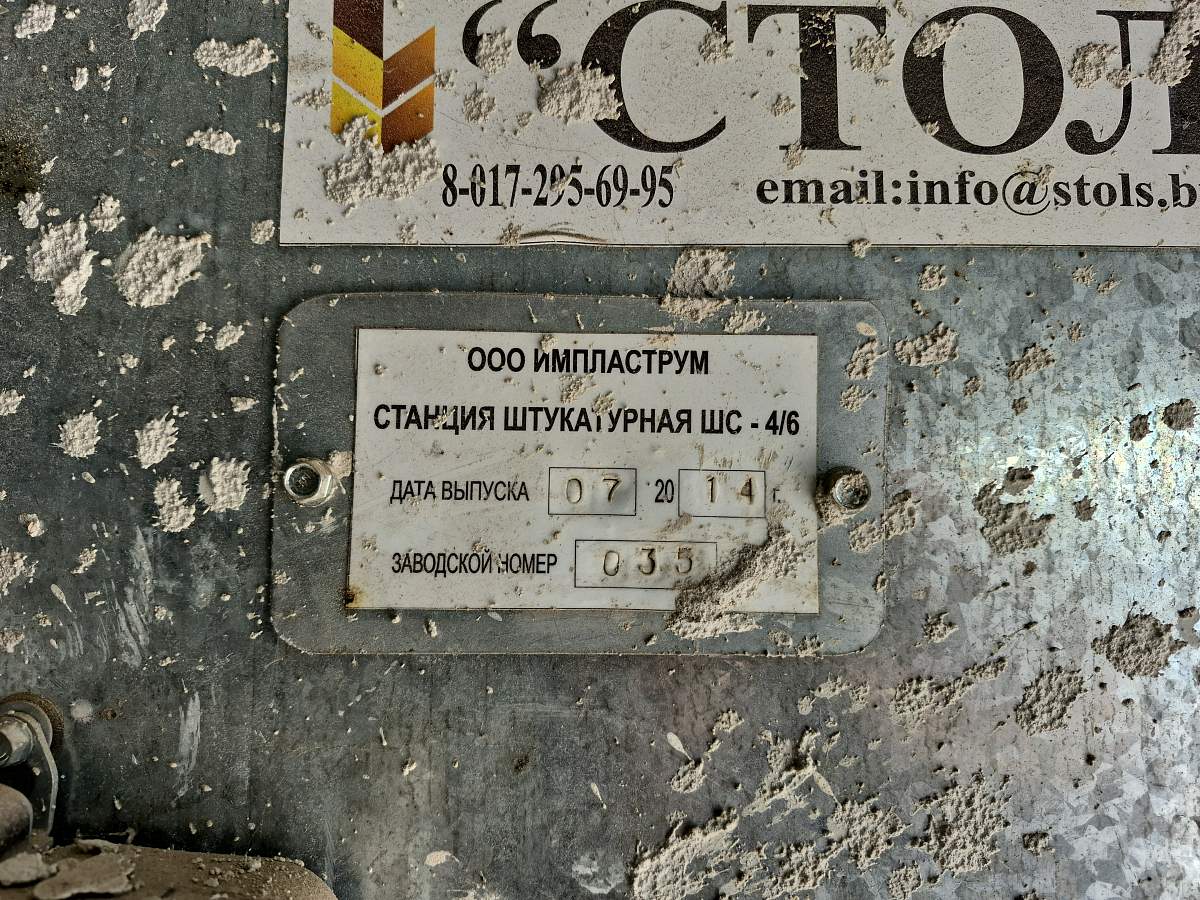 “СТОЛ
8-017-295-69-95 email:info@stols.b
ООО ИМПЛАСТРУМ
СТАНЦИЯ ШТУКАТУРНАЯ ШС - 4/6
ДАТА ВЫПУСКА 07 20 14 г.
ЗАВОДСКОЙ НОМЕР 035